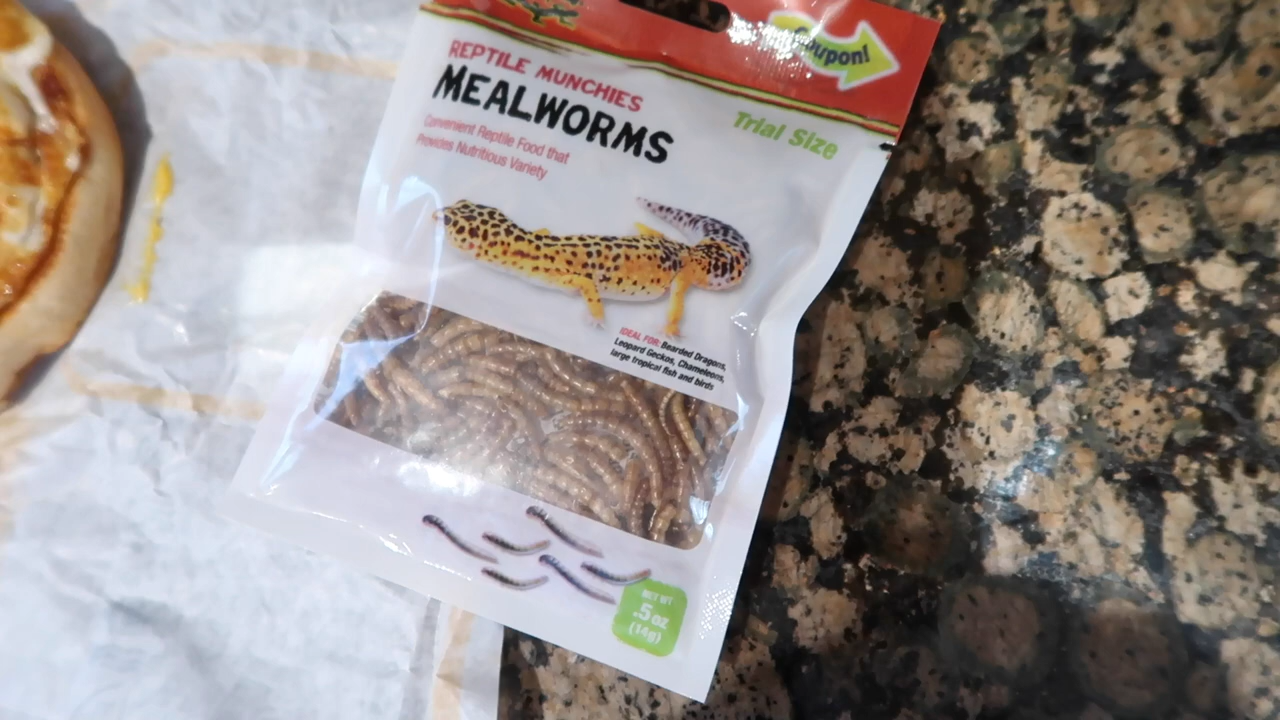 Coupon!
REPTILE MUNCHIES
MEALWORMS
Trial Size
Convenient Reptile Food that
Provides Nutritious Variety
IDEAL FOR: Bearded Dragons,
Leopard Geckos, Chameleons,
large tropical fish and birds
NET WT
.5 oz
(14g)